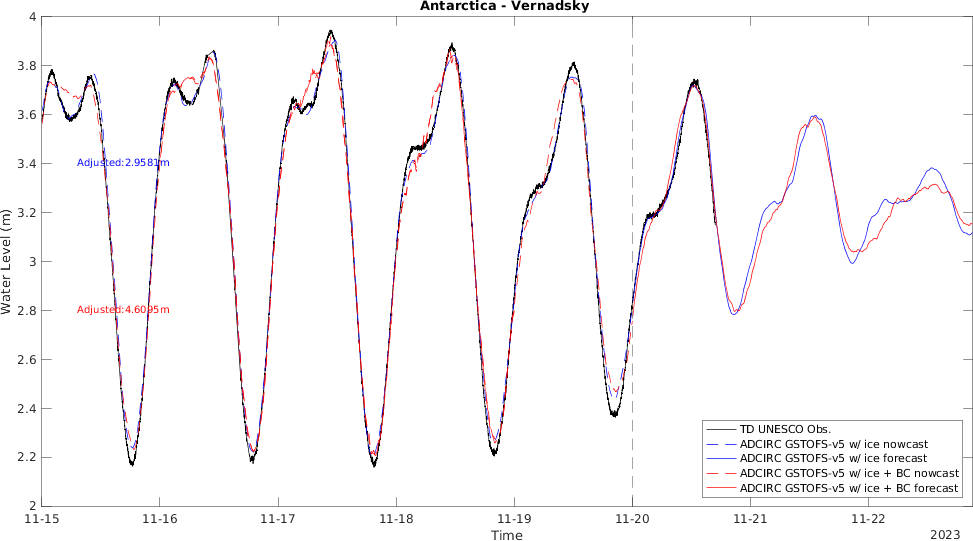 Antarctica - Vernadsky
4
3.8
3.6
3.4
3.2
3
2.8
2.6
2.4
2.2
2
Water Level (m)
Adjusted:2.9581m
Adjusted:4.6095m
TD UNESCO Obs.
ADCIRC GSTOFS-v5 w/ ice nowcast
ADCIRC GSTOFS-v5 w/ ice forecast
ADCIRC GSTOFS-v5 w/ ice + BC nowcast
ADCIRC GSTOFS-v5 w/ ice + BC forecast
11-15 11-16 11-17 11-18 11-19 11-20 11-21 11-22
Time
2023